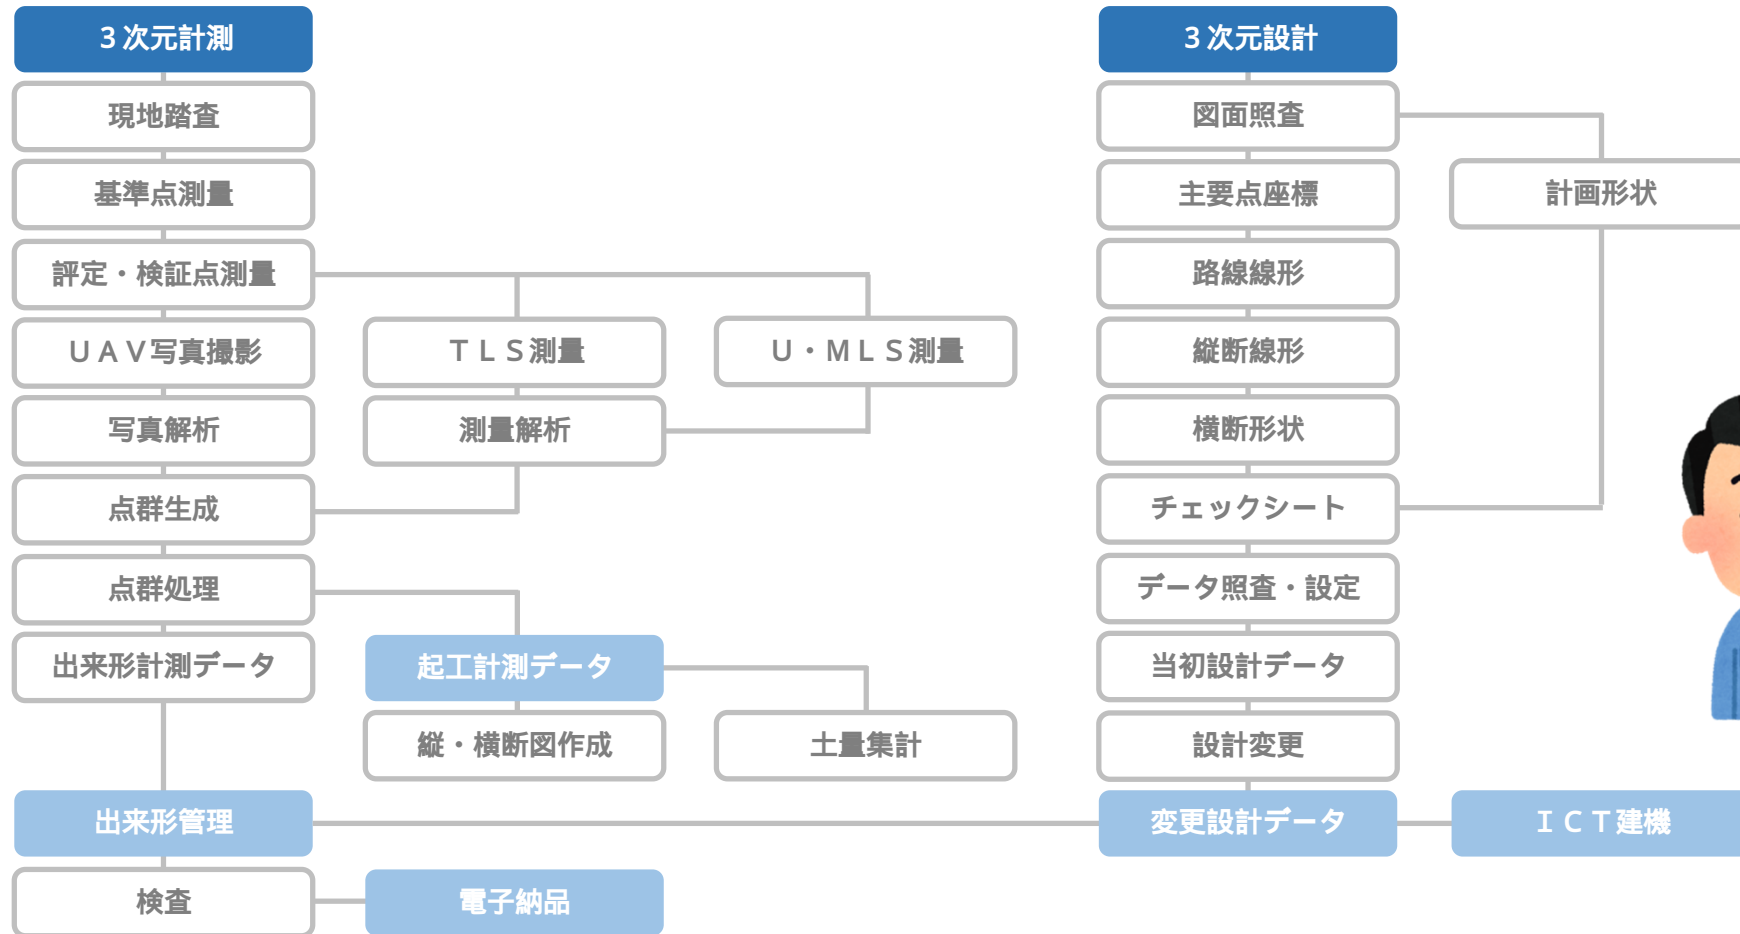 ３次元計測
現地踏査
基準点測量
評定・検証点測量
ＵＡＶ写真撮影
ＴＬＳ測量
Ｕ・ＭＬＳ測量
写真解析
測量解析
点群生成
点群処理
出来形計測データ
起工計測データ
縦・横断図作成
土量集計
出来形管理
検査
電子納品
３次元設計
図面照査
主要点座標
計画形状
路線線形
縦断線形
横断形状
チェックシート
データ照査・設定
当初設計データ
設計変更
変更設計データ
ＩＣＴ建機